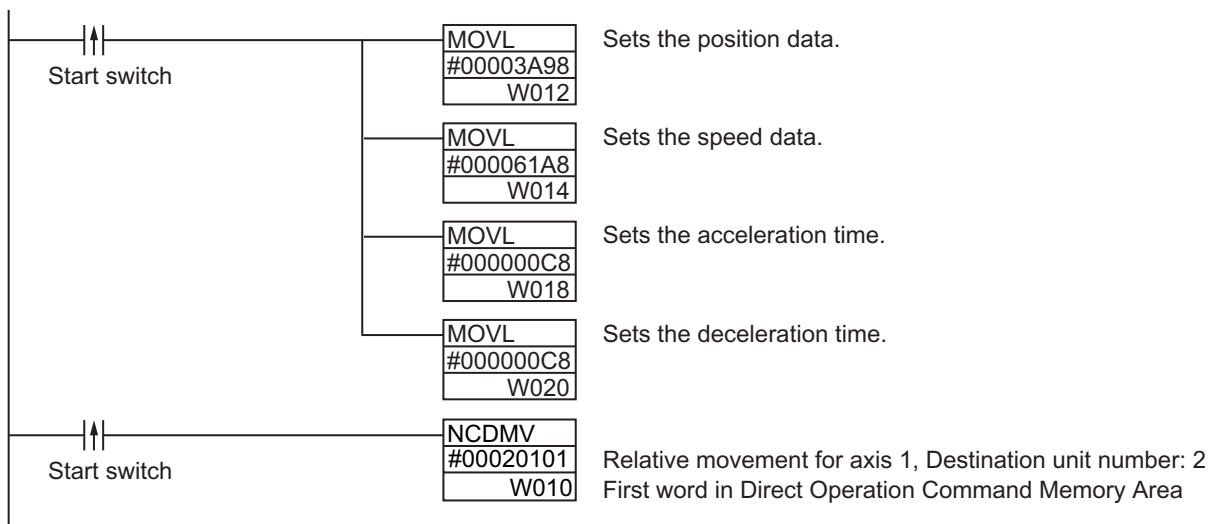 MOVL Sets the position data.
#00003A98
Start switch
W012
MOVL Sets the speed data.
#000061A8
W014
MOVL Sets the acceleration time.
#000000C8
W018
MOVL Sets the deceleration time.
#000000C8
W020
NCDMV
Start switch
#00020101 Relative movement for axis 1, Destination unit number: 2
W010 First word in Direct Operation Command Memory Area